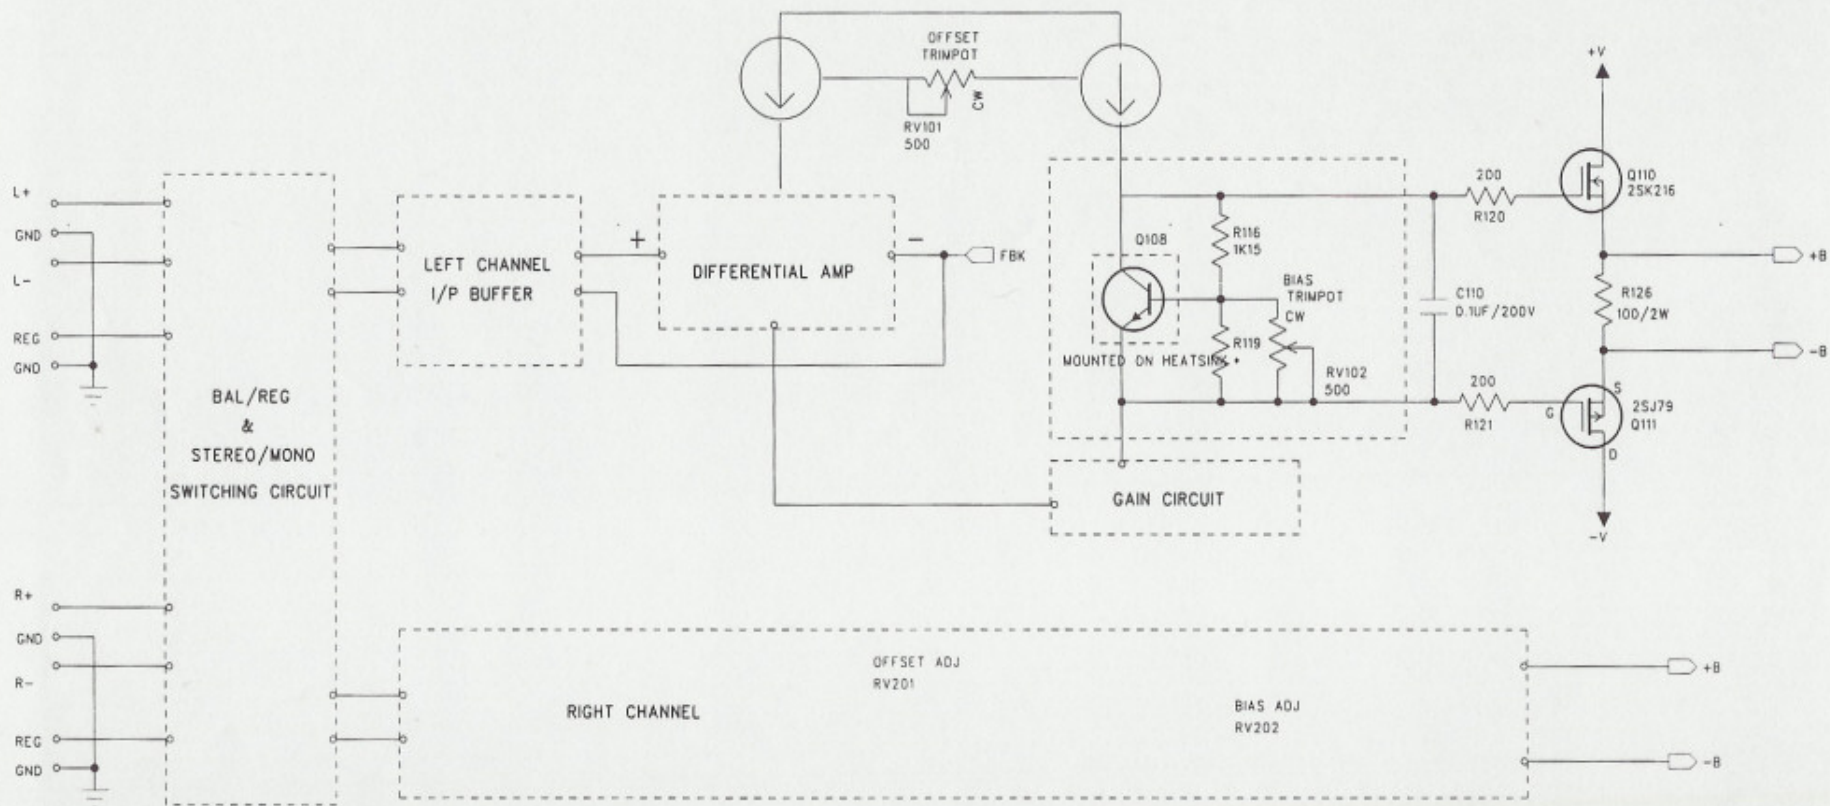 OFFSET
TRIMPOT
CW
RV101
500
+V
L+
GND
L-
REG
GND
BAL/REG
&
STEREO/MONO
SWITCHING CIRCUIT
LEFT CHANNEL
I/P BUFFER
+
DIFFERENTIAL AMP
-
FBK
Q108
R116
1K15
BIAS
TRIMPOT
CW
R119
MOUNTED ON HEATSINK *
RV102
500
200
R120
C110
0.1UF/200V
200
R121
Q110
2SK216
+B
R126
100/2W
-B
S
G
2SJ79
Q111
D
-V
GAIN CIRCUIT
R+
GND
R-
REG
GND
RIGHT CHANNEL
OFFSET ADJ
RV201
BIAS ADJ
RV202
+B
-B